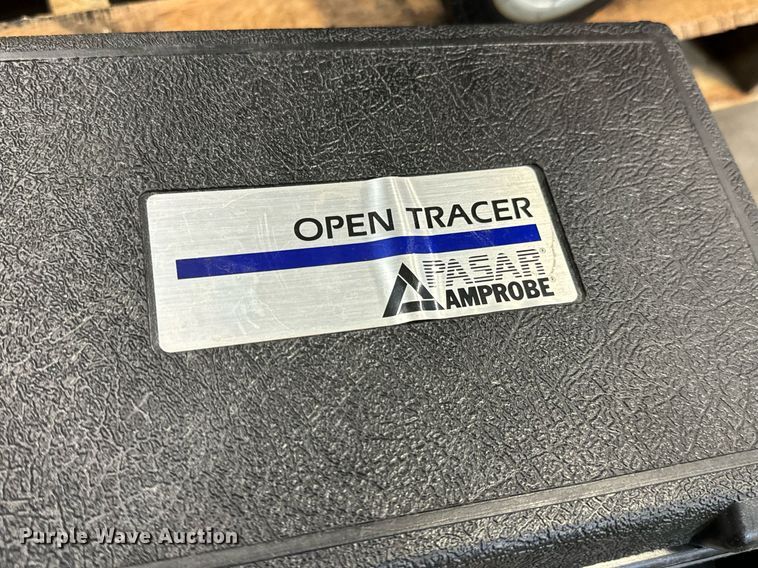 OPEN TRACER
PASAR®
AMPROBE®
Purple Wave Auction